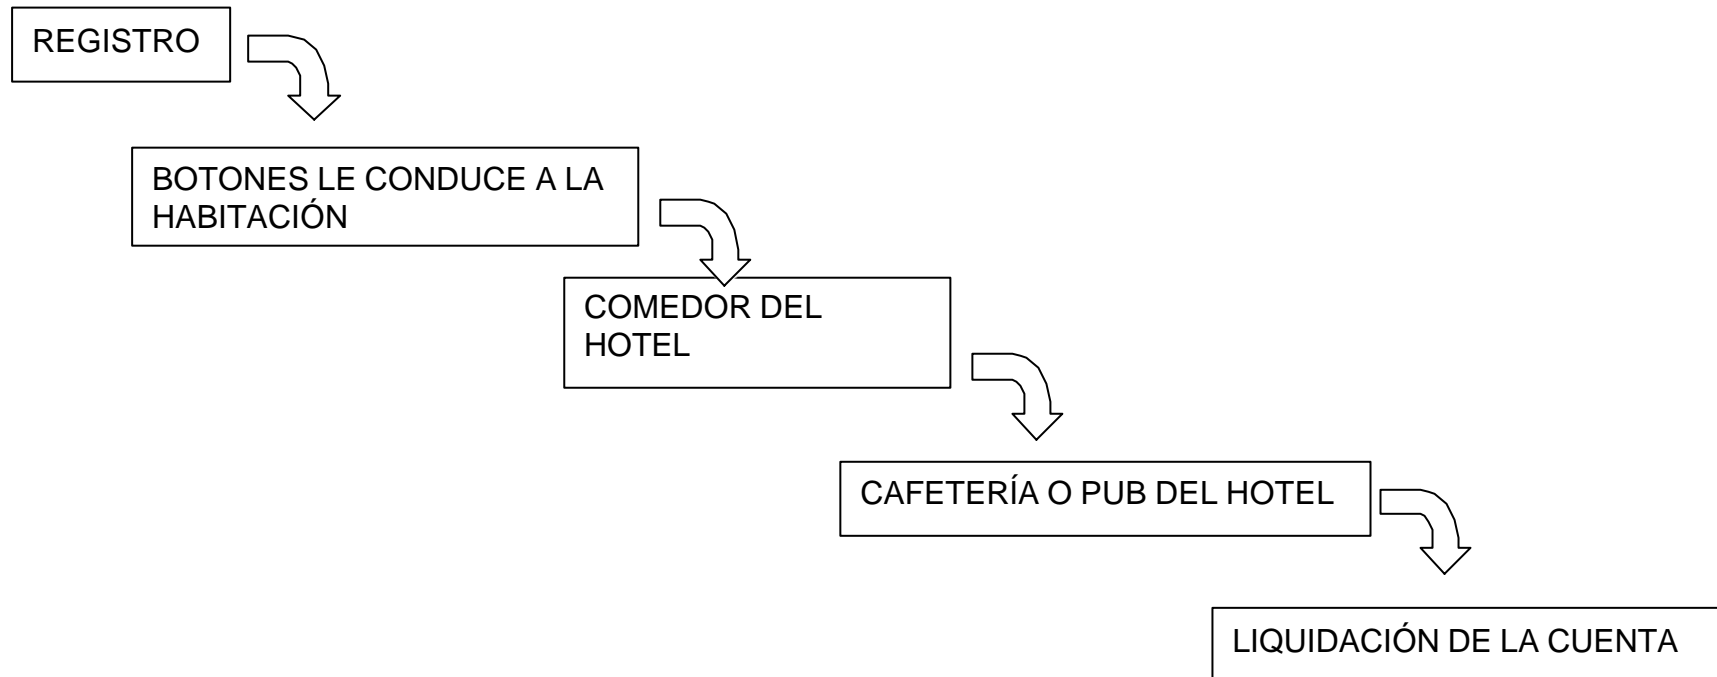 REGISTRO
BOTONES LE CONDUCE A LA
HABITACIÓN
COMEDOR DEL
HOTEL
CAFETERÍA O PUB DEL HOTEL
LIQUIDACIÓN DE LA CUENTA